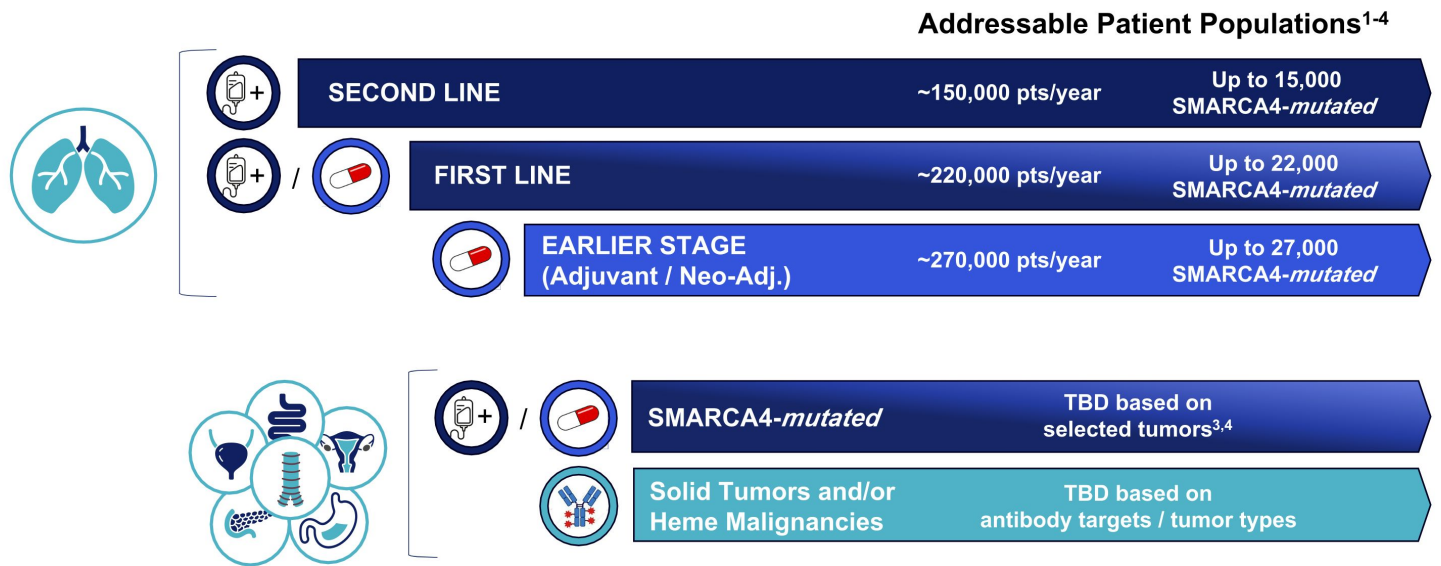 Addressable Patient Populations1-4
+
SECOND LINE
~150,000 pts/year
Up to 15,000
SMARCA4-mutated
+
/
FIRST LINE
~220,000 pts/year
Up to 22,000
SMARCA4-mutated
EARLIER STAGE
(Adjuvant / Neo-Adj.)
~270,000 pts/year
Up to 27,000
SMARCA4-mutated
+
/
SMARCA4-mutated
TBD based on
selected tumors3,4
Solid Tumors and/or
Heme Malignancies
TBD based on
antibody targets / tumor types